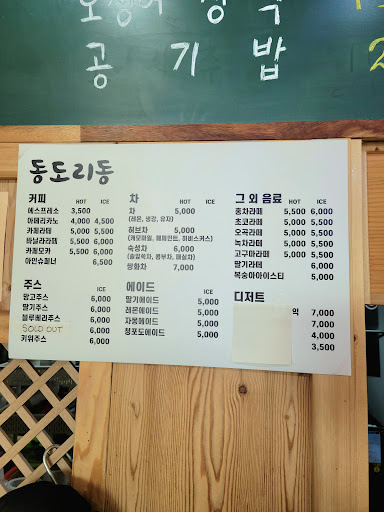 공 기 밥
동도리동
커피 HOT ICE
에스프레소 3,500
아메리카노 4,000 4,500
카페라떼 5,000 5,500
바닐라라떼 5,500 6,000
카페모카 5,500 6,000
아인슈페너 6,500
차 HOT ICE
차 5,000
(레몬, 생강, 유자)
허브차 5,000
(캐모마일, 페퍼민트, 히비스커스)
숙성차 6,000
쌍화차 7,000
그 외 음료 HOT ICE
홍차라떼 5,500 6,000
초코라떼 5,000 5,500
오곡라떼 5,000 5,500
녹차라떼 5,000 5,500
고구마라떼 5,000 5,500
딸기라떼 6,000
복숭아아이스티 5,000
주스 ICE
망고주스 6,000
딸기주스 6,000
블루베리주스 6,000
SOLD OUT 6,000
키위주스 6,000
에이드 ICE
딸기에이드 5,000
레몬에이드 5,000
자몽에이드 5,000
청포도에이드 5,000
디저트
7,000
7,000
4,000
3,500